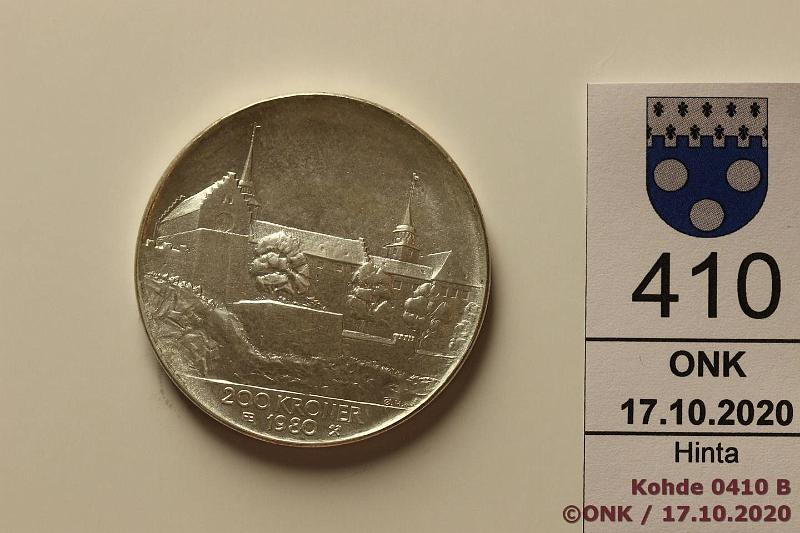 200 KRONER
1980
410
ONK
17.10.2020
Hinta
Kohde 0410 B
©ONK / 17.10.2020